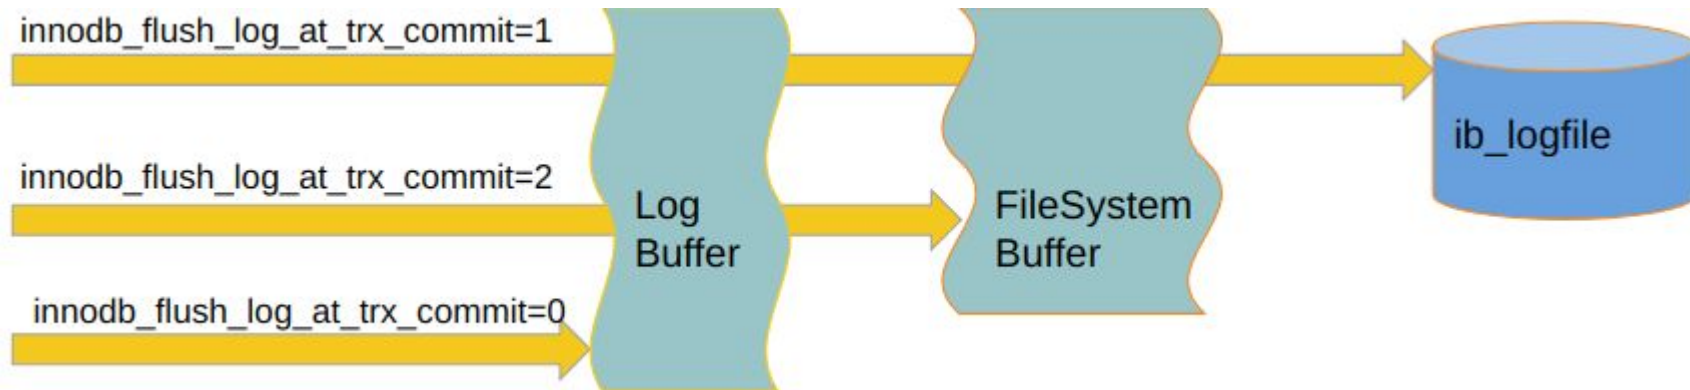 innodb_flush_log_at_trx_commit=1
ib_logfile
innodb_flush_log_at_trx_commit=2
Log
Buffer
FileSystem
Buffer
innodb_flush_log_at_trx_commit=0